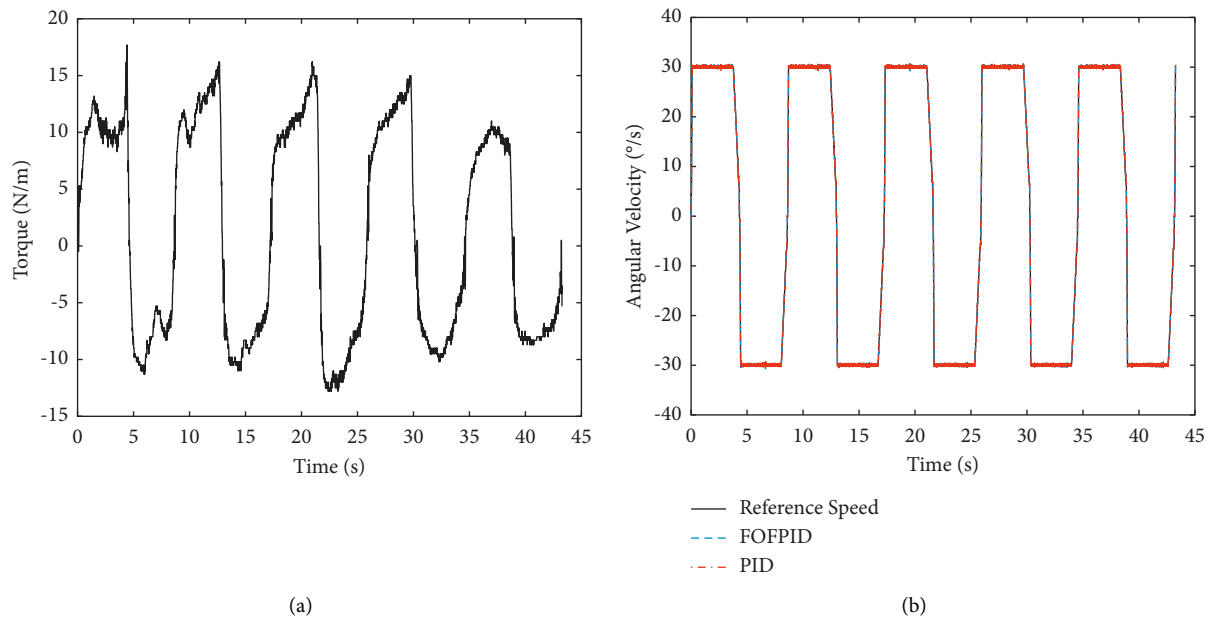 20
15
10
5
0
-5
-10
-15
Torque (N/m)
0 5 10 15 20 25 30 35 40 45
Time (s)
(a)
40
30
20
10
0
-10
-20
-30
-40
Angular Velocity (°/s)
0 5 10 15 20 25 30 35 40 45
Time (s)
Reference Speed
FOFPID
PID
(b)